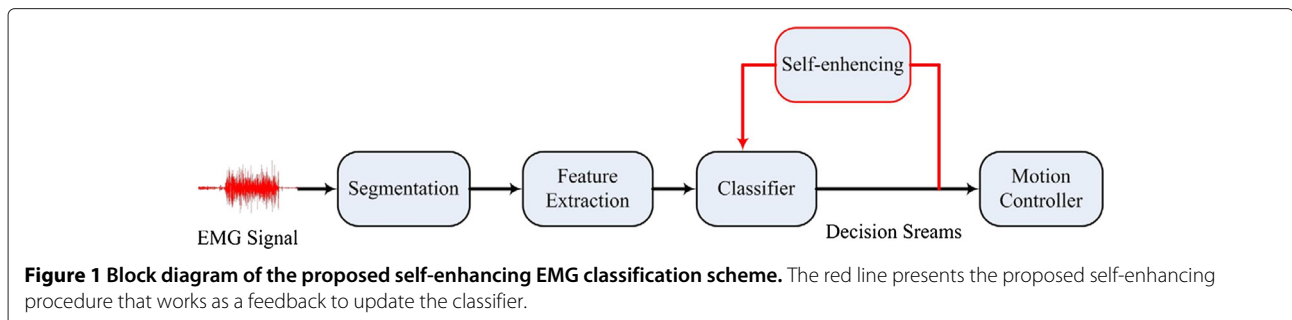 Self-enhencing
Segmentation
Feature
Extraction
Classifier
Motion
Controller
EMG Signal
Decision Sreams
Figure 1 Block diagram of the proposed self-enhancing EMG classification scheme. The red line presents the proposed self-enhancing
procedure that works as a feedback to update the classifier.